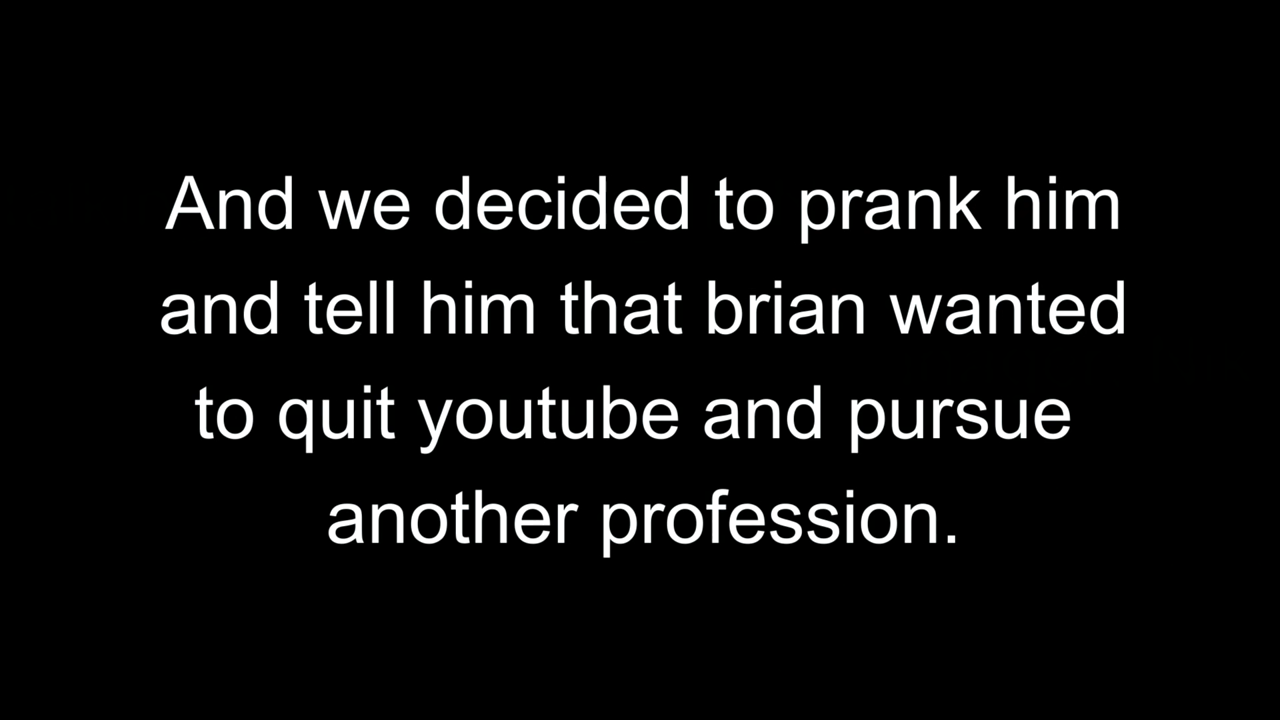 And we decided to prank him
and tell him that brian wanted
to quit youtube and pursue
another profession.